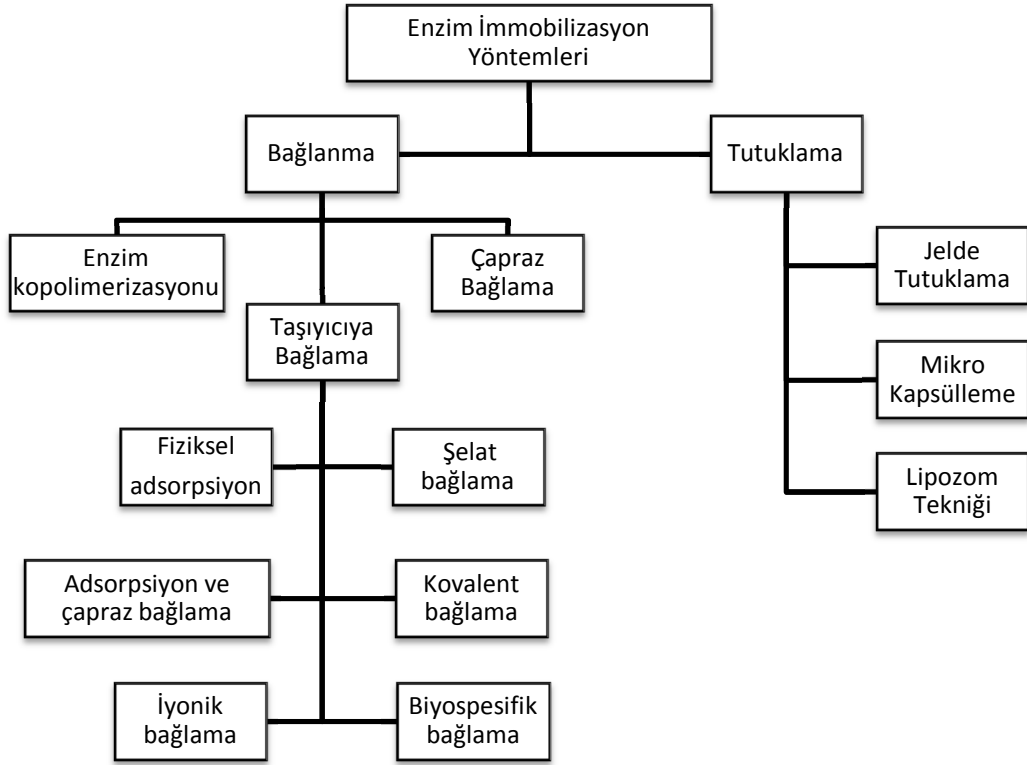 Enzim İmmobilizasyon
Yöntemleri
Bağlanma
Tutuklama
Enzim
kopolimerizasyonu
Çapraz
Bağlama
Taşıyıcıya
Bağlama
Jelde
Tutuklama
Mikro
Kapsülleme
Lipozom
Tekniği
Fiziksel
adsorpsiyon
Şelat
bağlama
Adsorpsiyon ve
çapraz bağlama
Kovalent
bağlama
İyonik
bağlama
Biyospesifik
bağlama